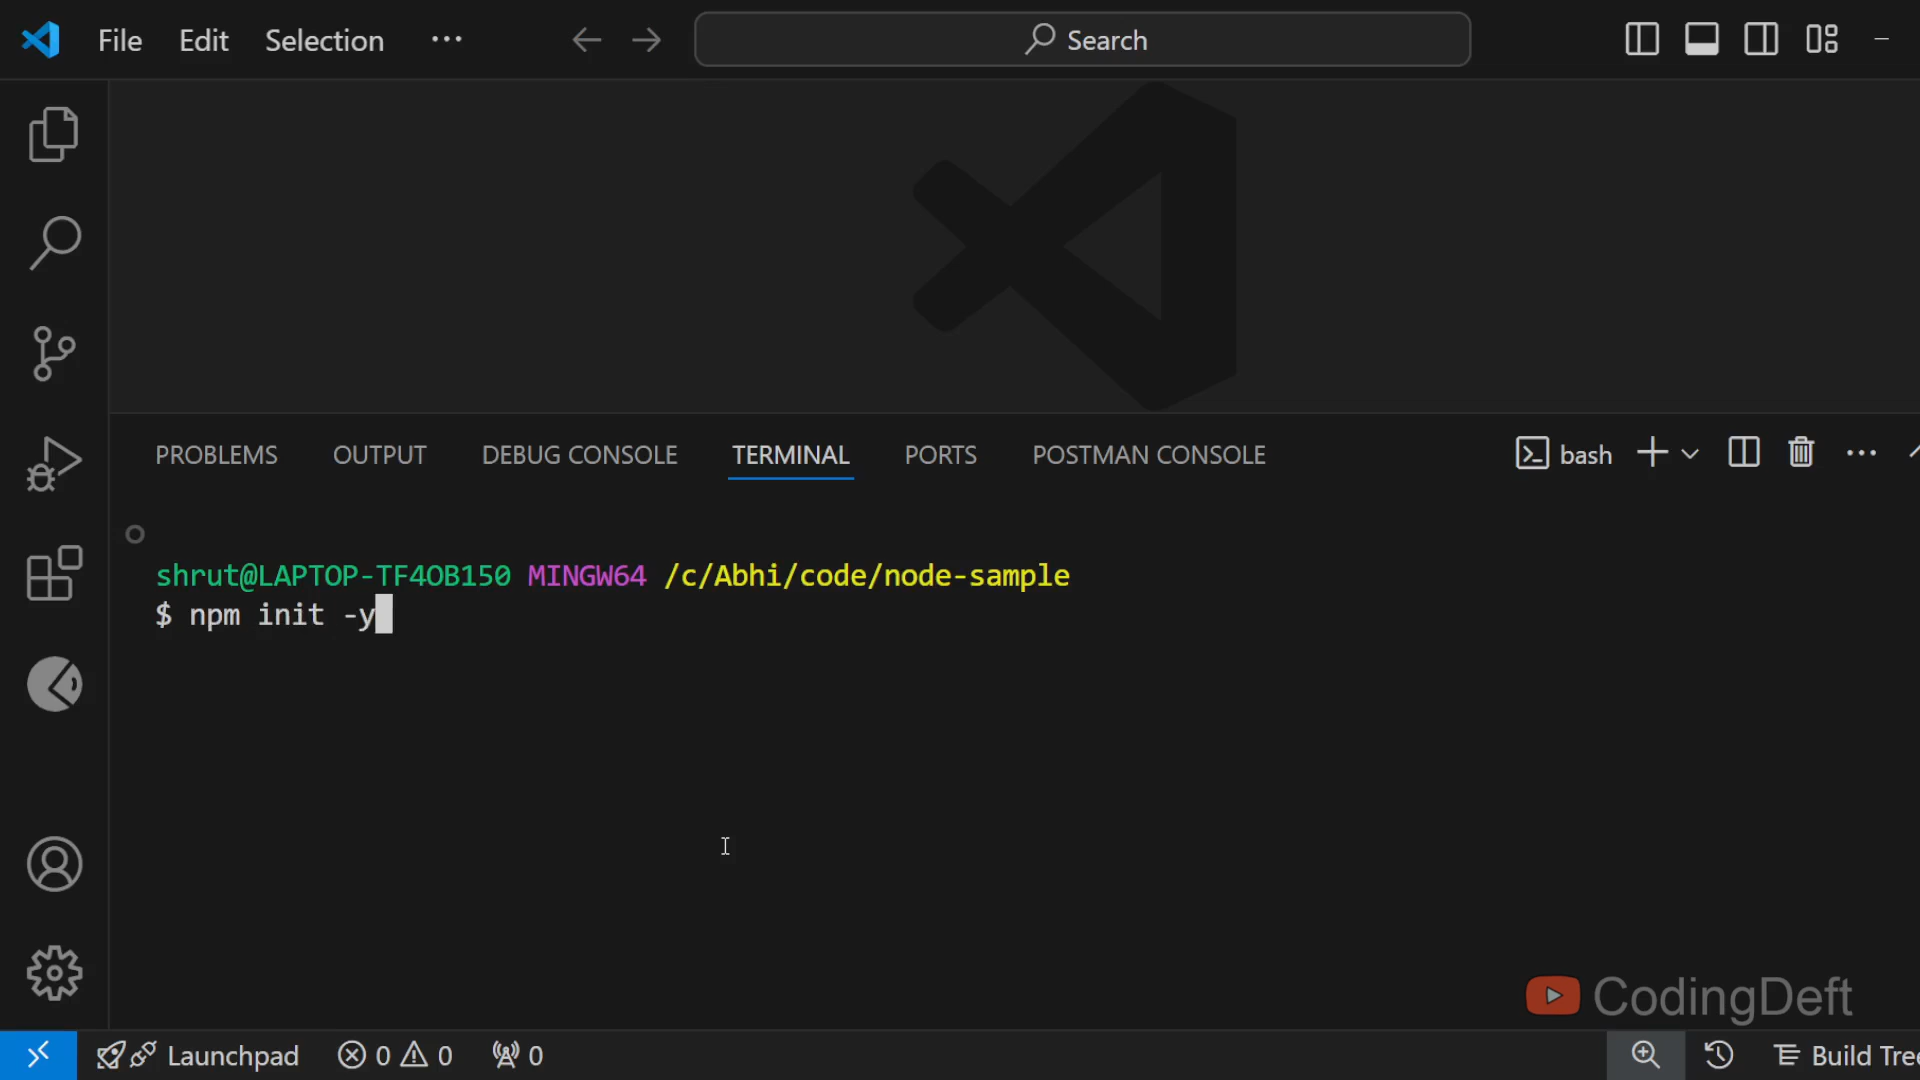 File Edit Selection ··· Search
PROBLEMS OUTPUT DEBUG CONSOLE TERMINAL PORTS POSTMAN CONSOLE bash
shrut@LAPTOP-TF4OB150 MINGW64 /c/Abhi/code/node-sample
$ npm init -y
CodingDeft
Launchpad 0 0 0 Build Tree